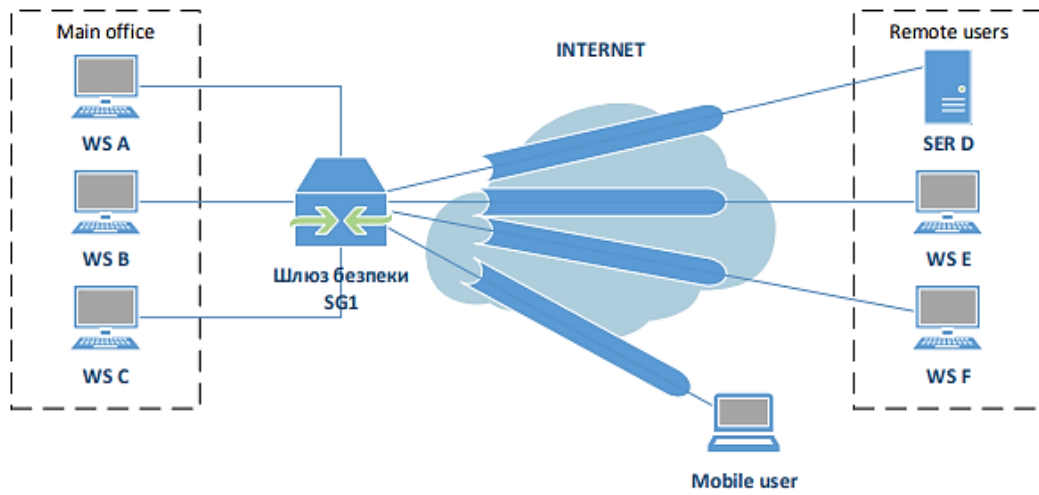 Main office
WS A
WS B
WS C
Шлюз безпеки
SG1
INTERNET
Remote users
SER D
WS E
WS F
Mobile user